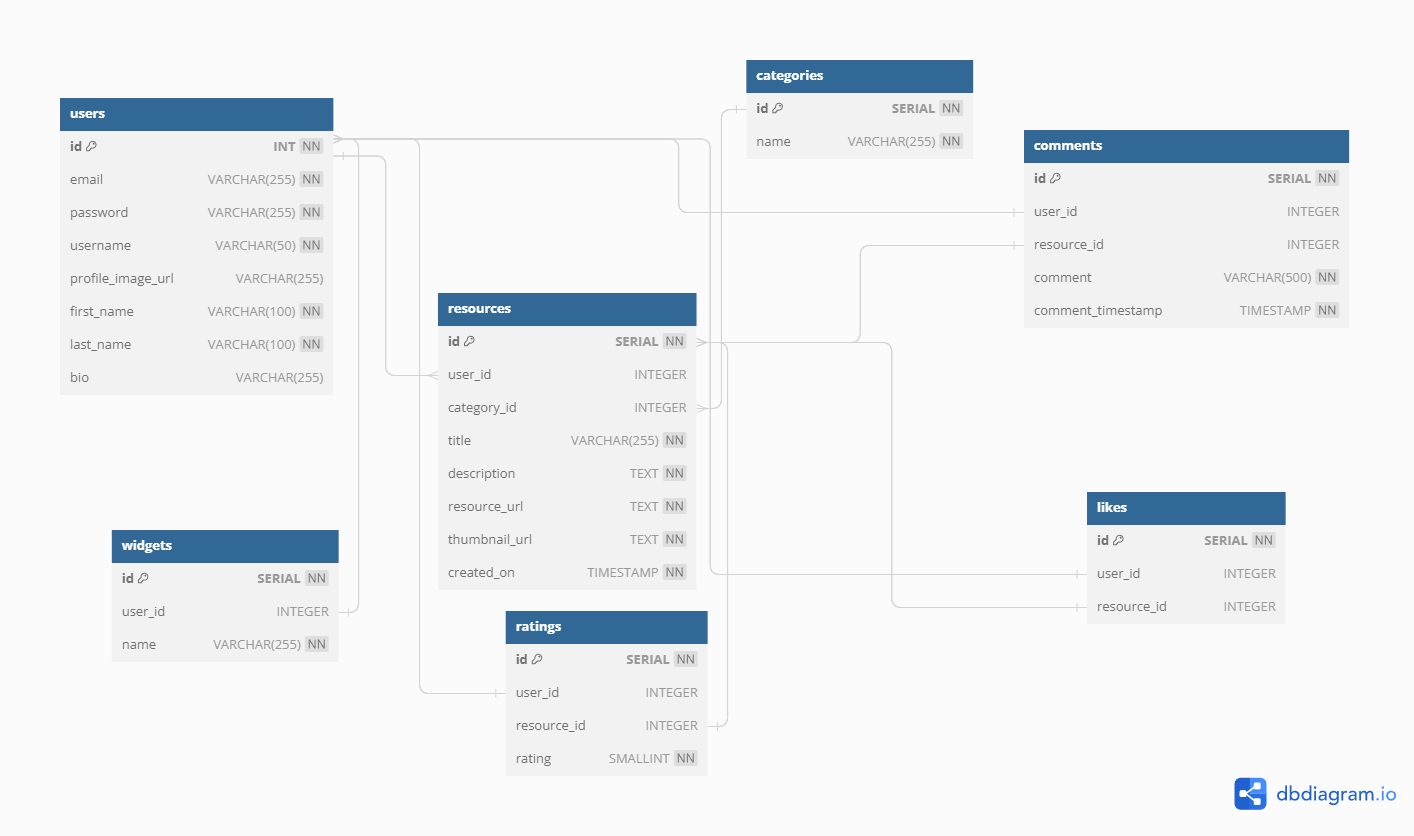 users
id INT NN
email VARCHAR(255) NN
password VARCHAR(255) NN
username VARCHAR(50) NN
profile_image_url VARCHAR(255)
first_name VARCHAR(100) NN
last_name VARCHAR(100) NN
bio VARCHAR(255)
categories
id SERIAL NN
name VARCHAR(255) NN
comments
id SERIAL NN
user_id INTEGER
resource_id INTEGER
comment VARCHAR(500) NN
comment_timestamp TIMESTAMP NN
resources
id SERIAL NN
user_id INTEGER
category_id INTEGER
title VARCHAR(255) NN
description TEXT NN
resource_url TEXT NN
thumbnail_url TEXT NN
created_on TIMESTAMP NN
likes
id SERIAL NN
user_id INTEGER
resource_id INTEGER
widgets
id SERIAL NN
user_id INTEGER
name VARCHAR(255) NN
ratings
id SERIAL NN
user_id INTEGER
resource_id INTEGER
rating SMALLINT NN
dbdiagram.io